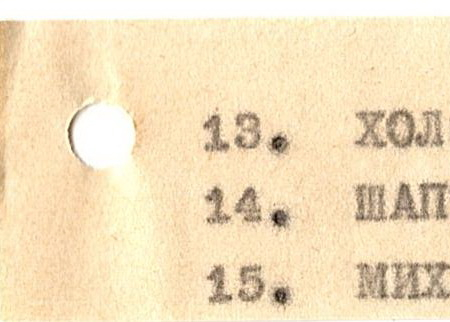 13. ХОЛ
14. ШАП
15. МИХ